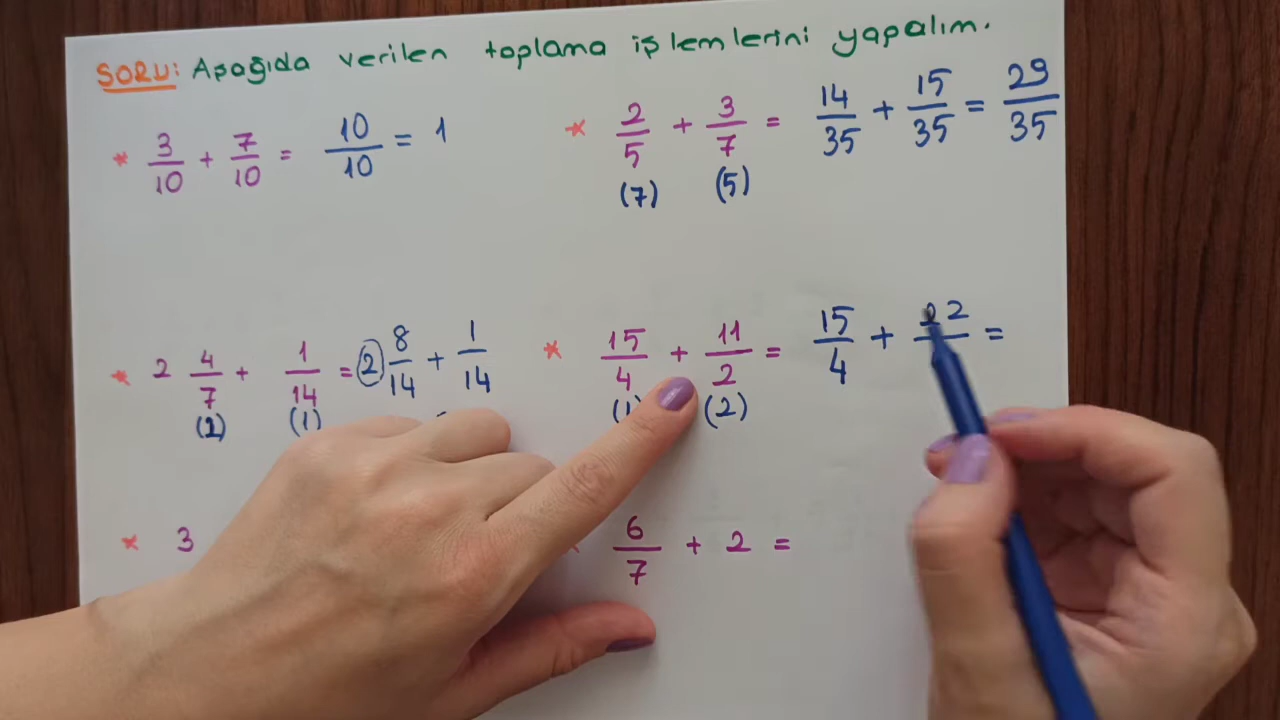 SORU: Aşağıda verilen toplama işlemlerini yapalım.
* 3/10 + 7/10 = 10/10 = 1
* 2/5 + 3/7 = 14/35 + 15/35 = 29/35
(7) (5)
* 2 4/7 + 1/14 = 2 8/14 + 1/14
(2) (1)
* 15/4 + 11/2 = 15/4 + 22/ =
(1) (2)
* 3
* 6/7 + 2 =